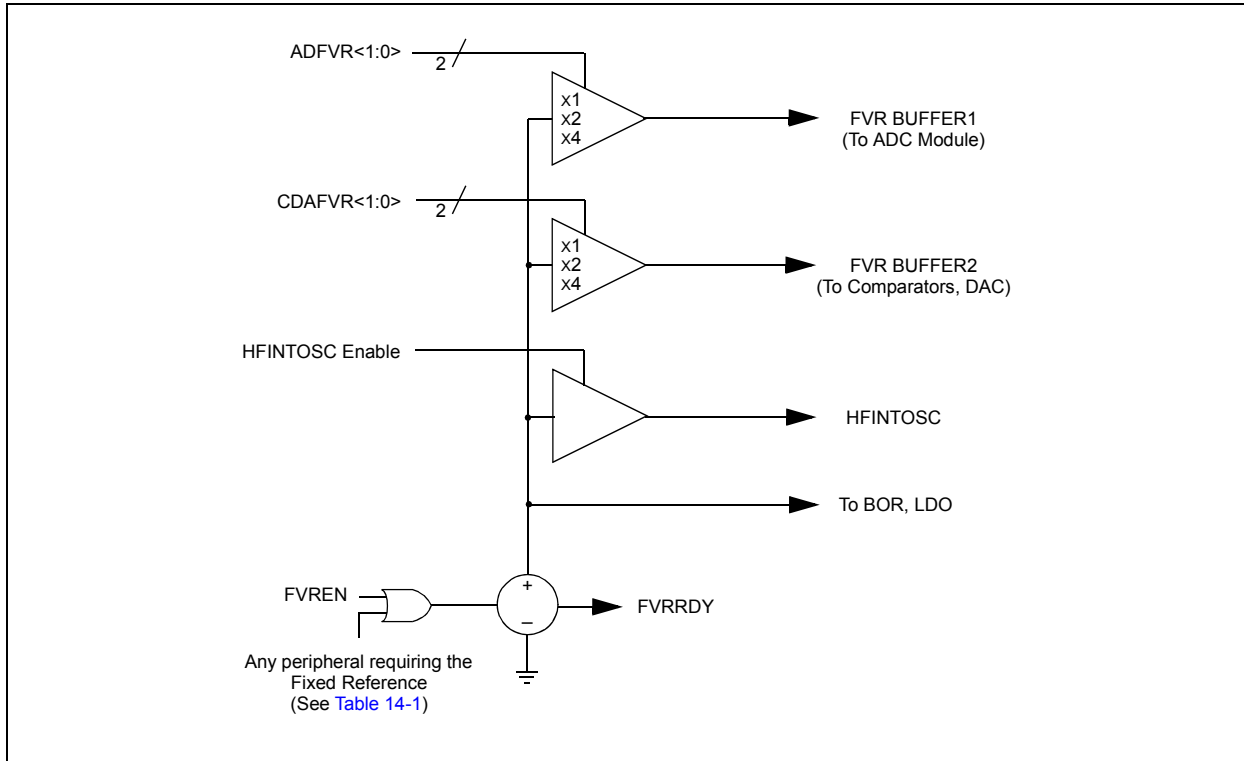 ADFVR<1:0>
2
x1
x2
x4
FVR BUFFER1
(To ADC Module)
CDAFVR<1:0>
2
x1
x2
x4
FVR BUFFER2
(To Comparators, DAC)
HFINTOSC Enable
HFINTOSC
To BOR, LDO
FVREN
+
_
FVRRDY
Any peripheral requiring the
Fixed Reference
(See Table 14-1)